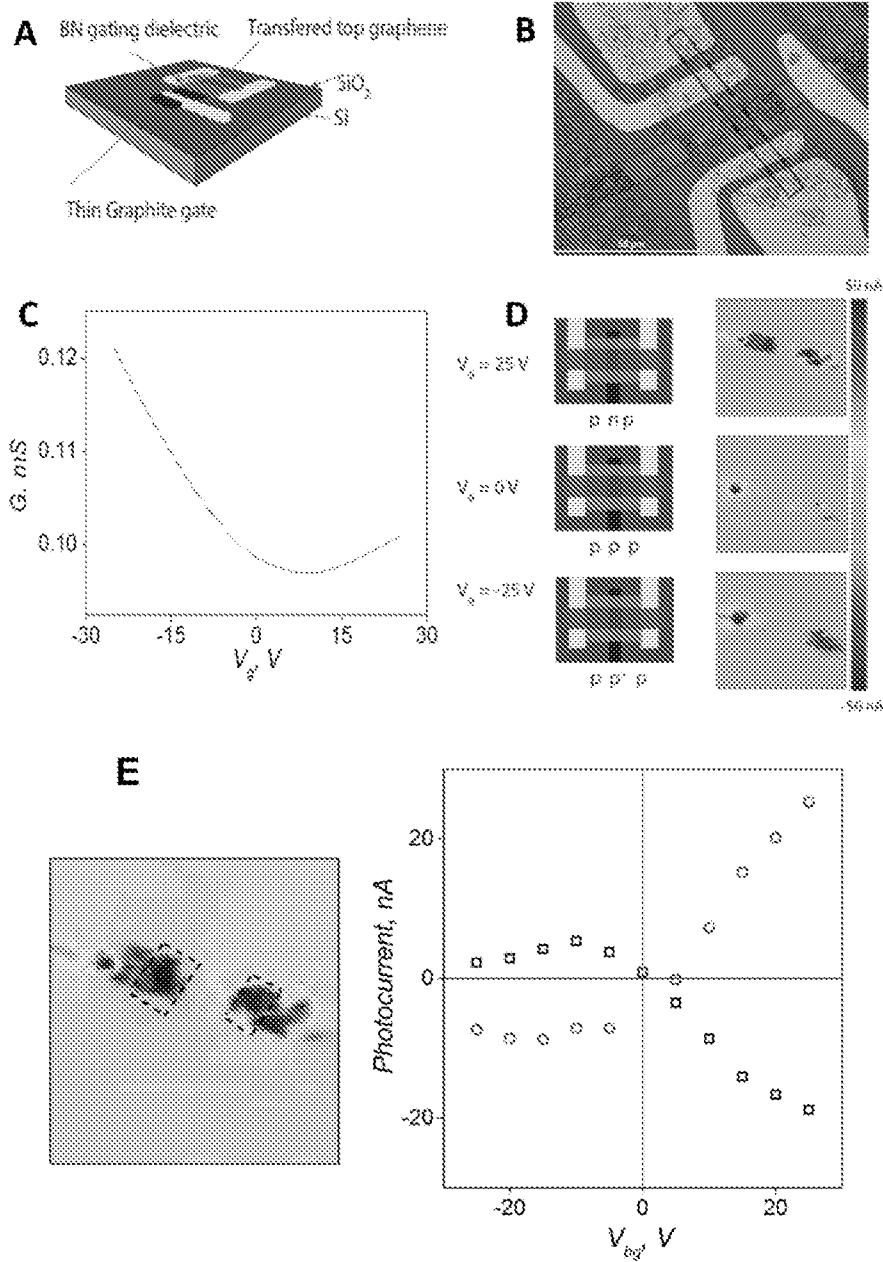 A
BN gating dielectric
Transfered top graphene
SiO2
Si
Thin Graphite gate
B
C
G. mS
0.12
0.11
0.10
-30
-15
0
15
30
Vg, V
D
50 nA
Vg = 25 V
p n p
Vg = 0 V
p p p
Vg = -25 V
p p+ p
-50 nA
E
Photocurrent, nA
20
0
-20
-20
0
20
Vbg, V